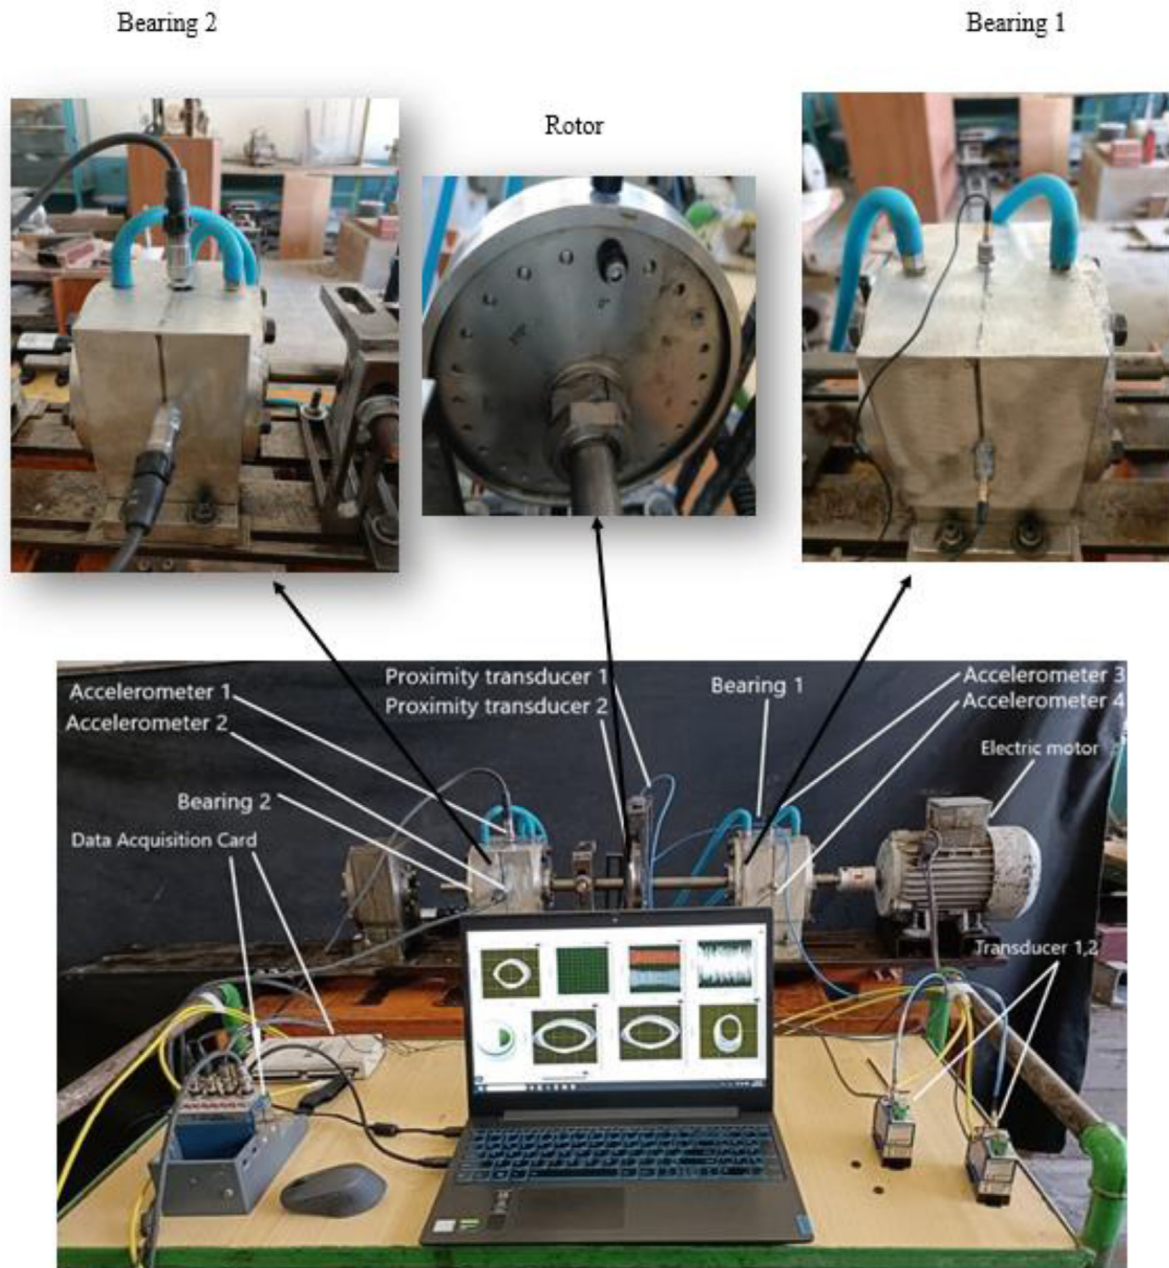 Bearing 2
Bearing 1
Rotor
0°
Proximity transducer 1
Proximity transducer 2
Accelerometer 1
Accelerometer 2
Bearing 1
Accelerometer 3
Accelerometer 4
Electric motor
Bearing 2
Data Acquisition Card
Transducer 1,2